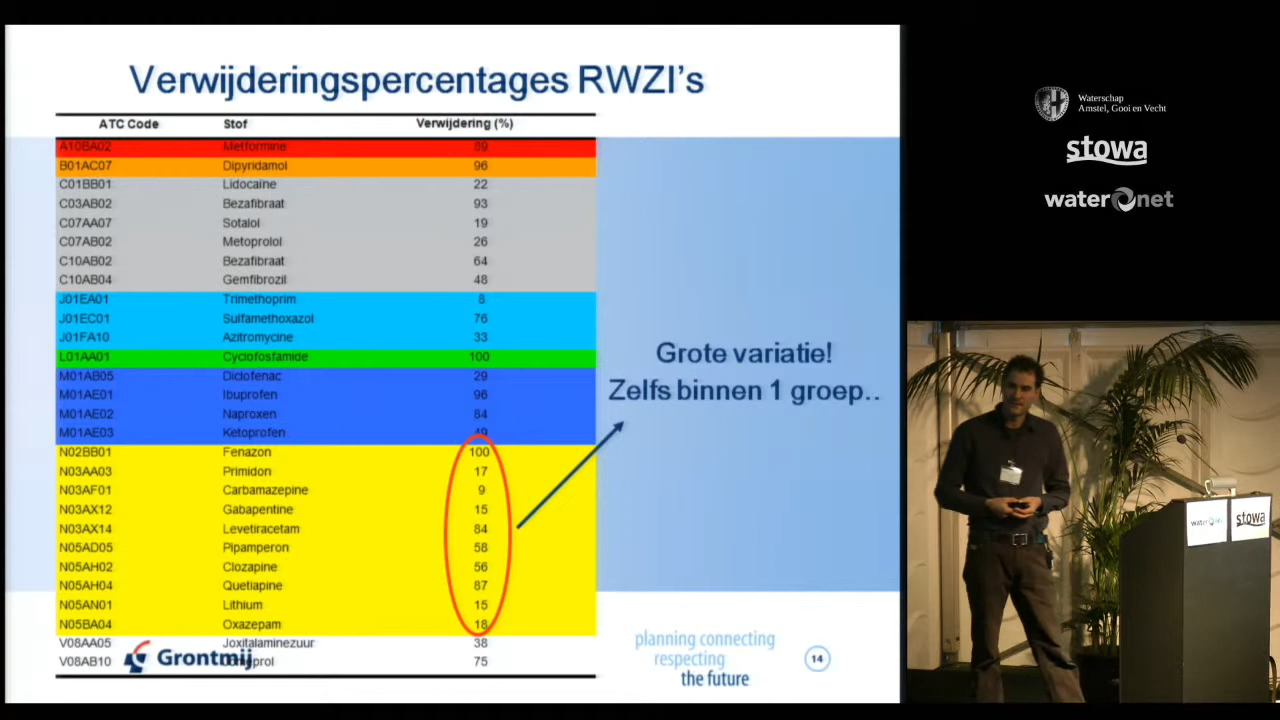 Verwijderingspercentages RWZI's
ATC Code Stof Verwijdering (%)
A10BA02 Metformine 89
B01AC07 Dipyridamol 96
C01BB01 Lidocaïne 22
C03AB02 Bezafibraat 93
C07AA07 Sotalol 19
C07AB02 Metoprolol 26
C10AB02 Bezafibraat 64
C10AB04 Gemfibrozil 48
J01EA01 Trimethoprim 8
J01EC01 Sulfamethoxazol 76
J01FA10 Azitromycine 33
L01AA01 Cyclofosfamide 100
M01AB05 Diclofenac 29
M01AE01 Ibuprofen 96
M01AE02 Naproxen 84
M01AE03 Ketoprofen 49
N02BB01 Fenazon 100
N03AA03 Primidon 17
N03AF01 Carbamazepine 9
N03AX12 Gabapentine 15
N03AX14 Levetiracetam 84
N05AD05 Pipamperon 58
N05AH02 Clozapine 56
N05AH04 Quetiapine 87
N05AN01 Lithium 15
N05BA04 Oxazepam 18
V08AA05 Joxitalaminezuur 38
V08AB10 75
Grote variatie!
Zelfs binnen 1 groep..
Grontmij
planning connecting
respecting
the future
14
Waterschap
Amstel, Gooi en Vecht
stowa
waternet
waternet
stowa